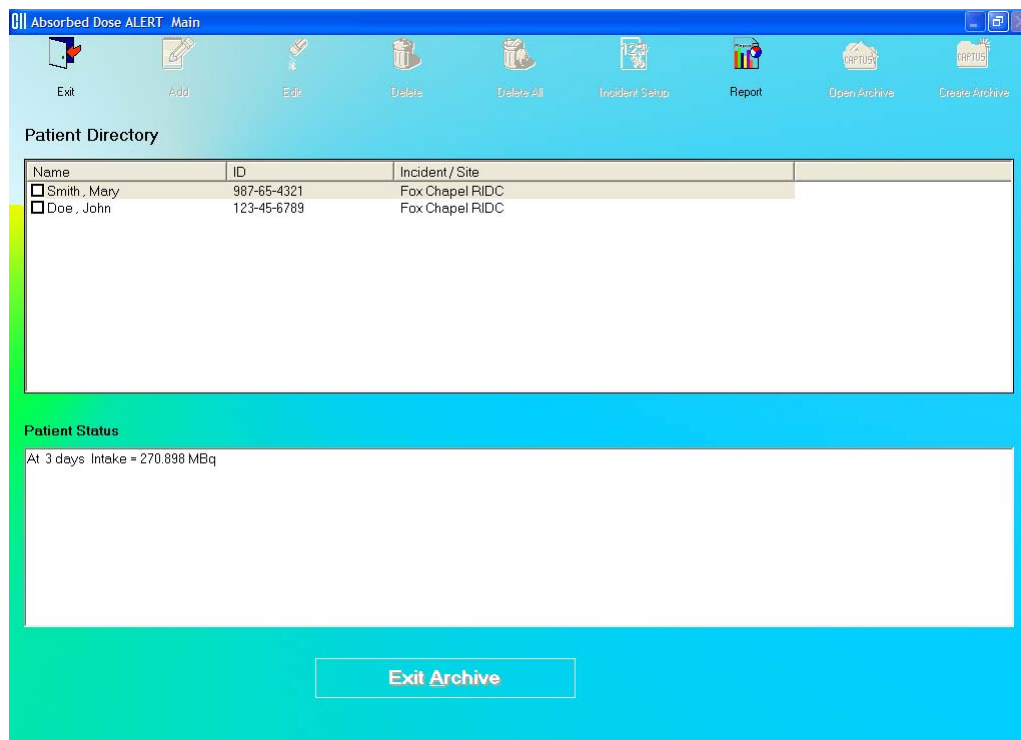 Absorbed Dose ALERT Main
Exit Add Edit Delete Delete All Incident Setup Report Open Archive Create Archive
Patient Directory
Name ID Incident / Site
Smith , Mary 987-65-4321 Fox Chapel RIDC
Doe , John 123-45-6789 Fox Chapel RIDC
Patient Status
At 3 days Intake = 270.898 MBq
Exit Archive